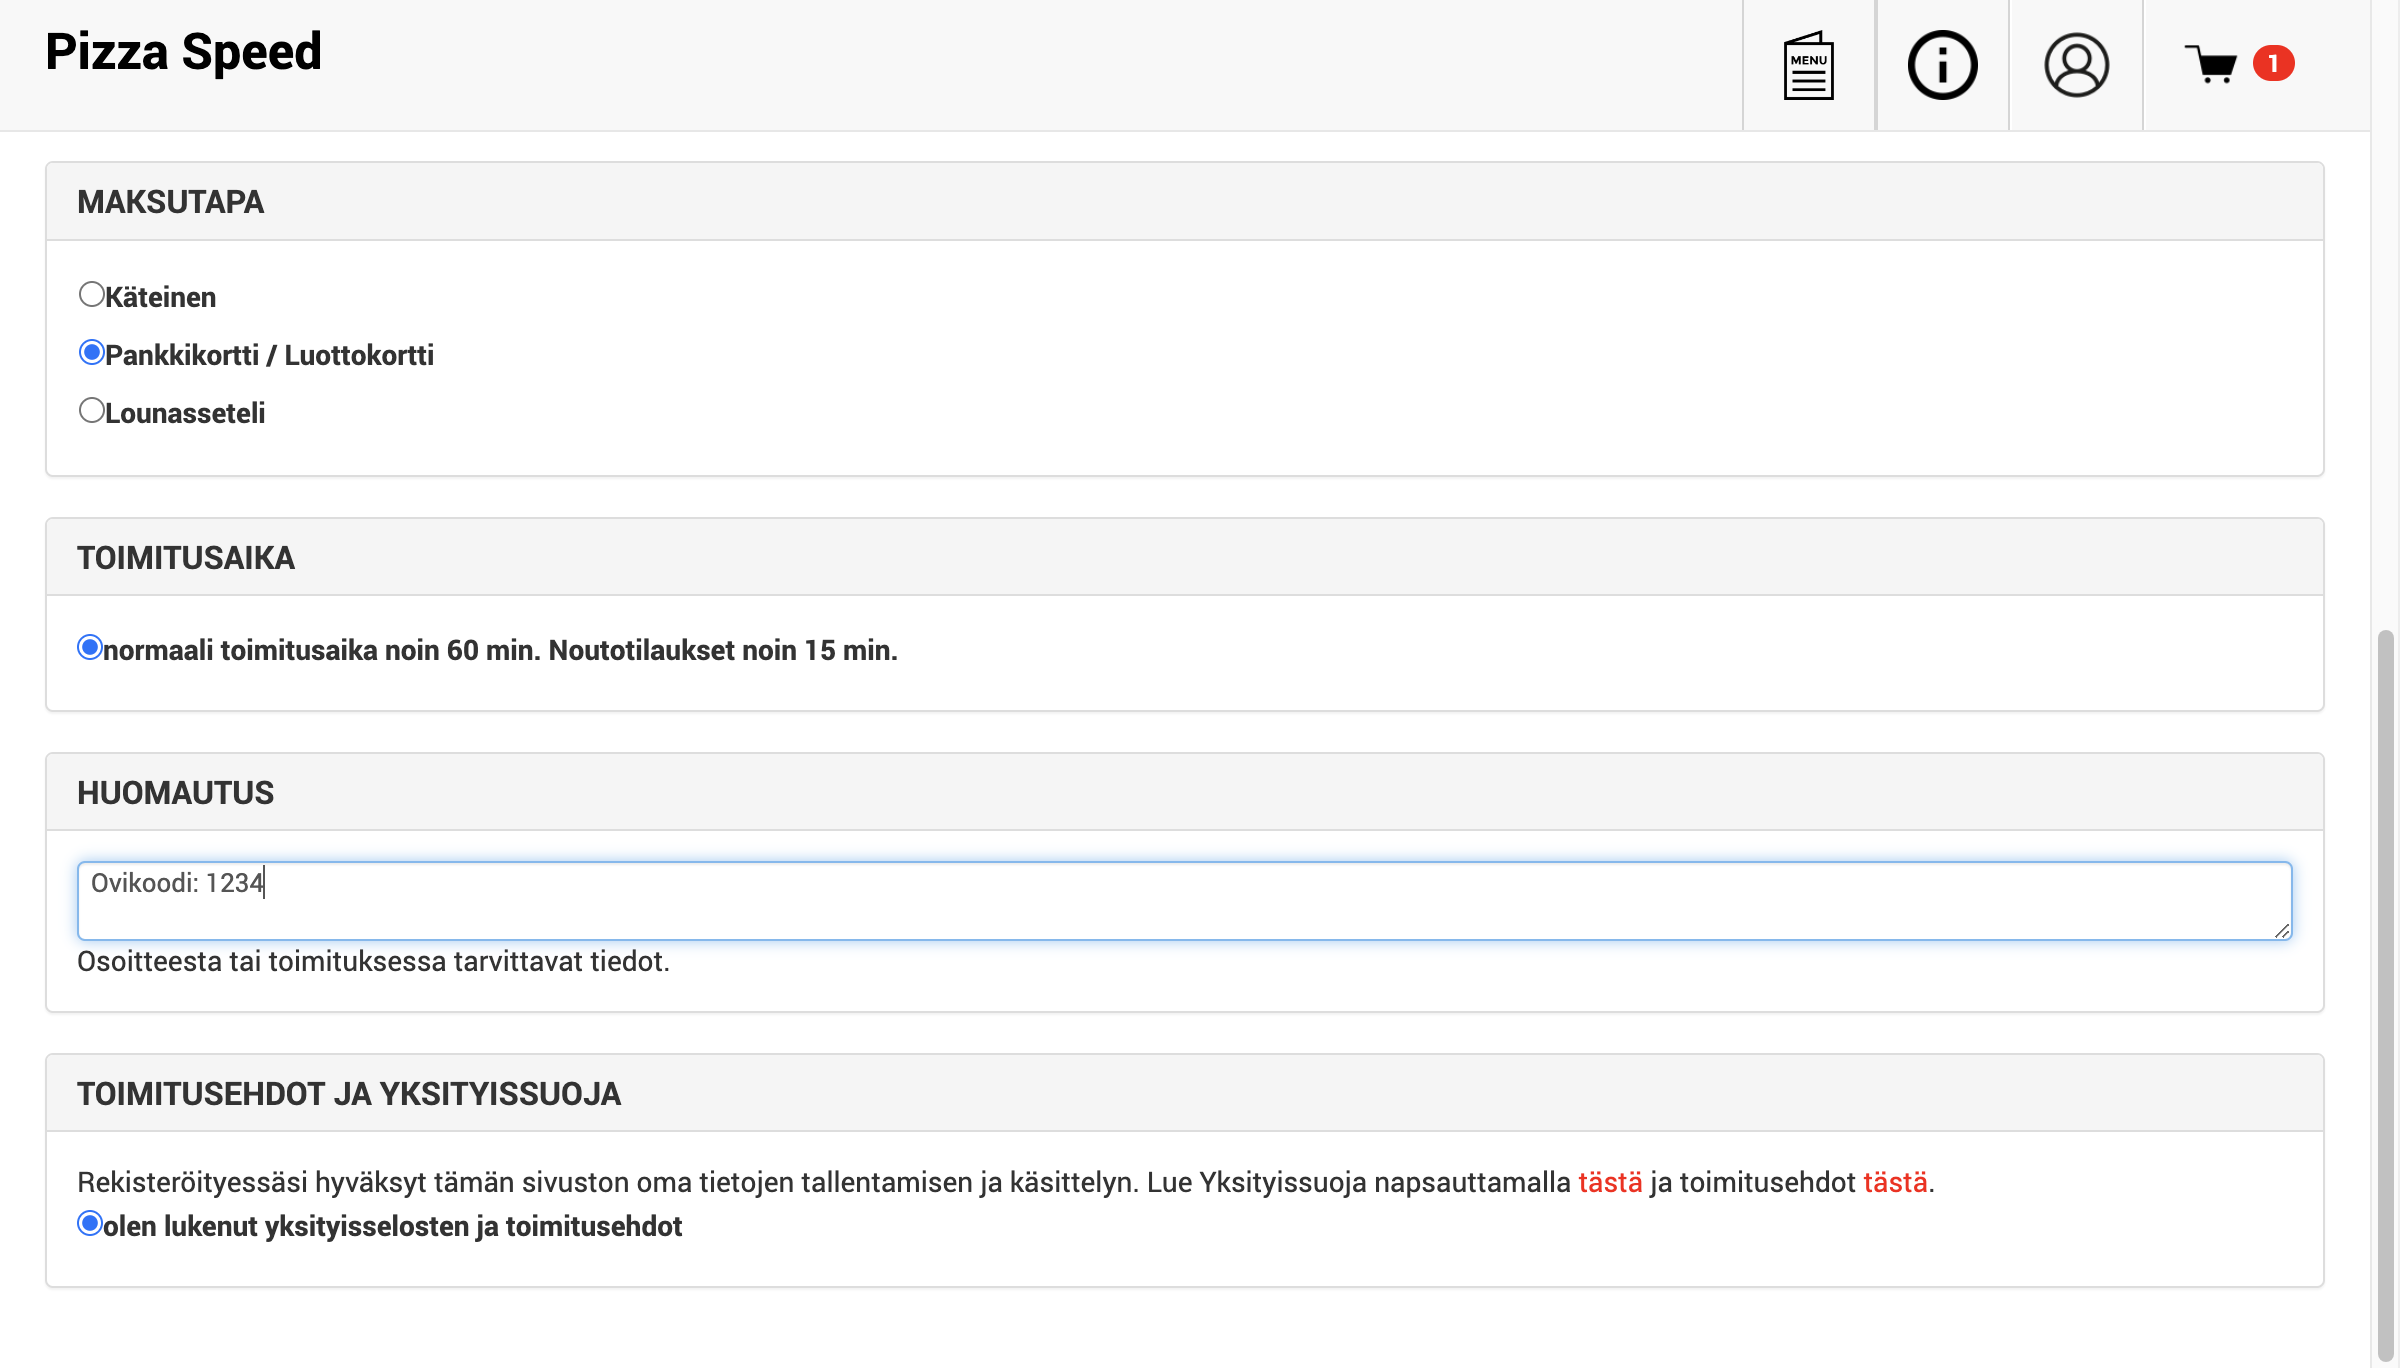 Pizza Speed
MENU
1
MAKSUTAPA
Käteinen
Pankkikortti / Luottokortti
Lounasseteli
TOIMITUSAIKA
normaali toimitusaika noin 60 min. Noutotilaukset noin 15 min.
HUOMAUTUS
Ovikoodi: 1234
Osoitteesta tai toimituksessa tarvittavat tiedot.
TOIMITUSEHDOT JA YKSITYISSUOJA
Rekisteröityessäsi hyväksyt tämän sivuston oma tietojen tallentamisen ja käsittelyn. Lue Yksityissuoja napsauttamalla tästä ja toimitusehdot tästä.
olen lukenut yksityisselosten ja toimitusehdot